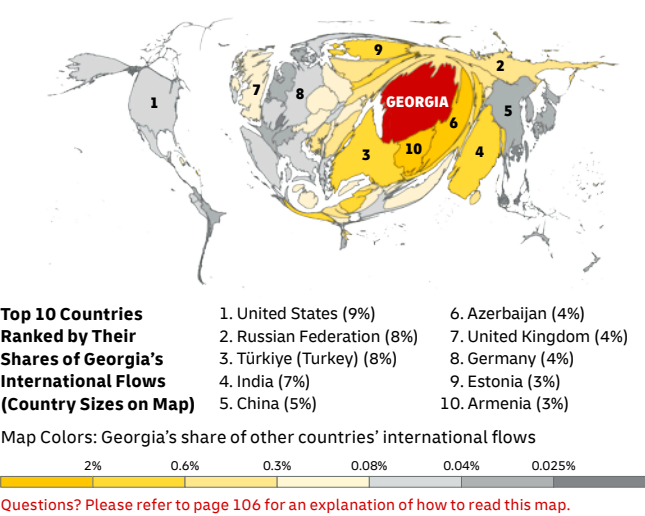 9
2
1
7
8
GEORGIA
5
6
10
3
4
Top 10 Countries
Ranked by Their
Shares of Georgia's
International Flows
(Country Sizes on Map)
1. United States (9%)
2. Russian Federation (8%)
3. Türkiye (Turkey) (8%)
4. India (7%)
5. China (5%)
6. Azerbaijan (4%)
7. United Kingdom (4%)
8. Germany (4%)
9. Estonia (3%)
10. Armenia (3%)
Map Colors: Georgia's share of other countries' international flows
2% 0.6% 0.3% 0.08% 0.04% 0.025%
Questions? Please refer to page 106 for an explanation of how to read this map.